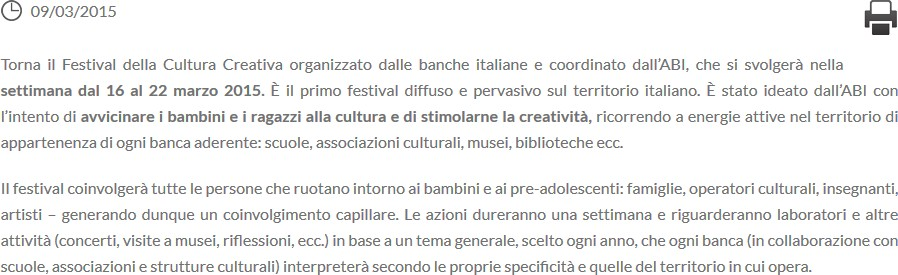 09/03/2015
Torna il Festival della Cultura Creativa organizzato dalle banche italiane e coordinato dall'ABI, che si svolgerà nella
settimana dal 16 al 22 marzo 2015. È il primo festival diffuso e pervasivo sul territorio italiano. È stato ideato dall'ABI con
l'intento di avvicinare i bambini e i ragazzi alla cultura e di stimolarne la creatività, ricorrendo a energie attive nel territorio di
appartenenza di ogni banca aderente: scuole, associazioni culturali, musei, biblioteche ecc.
Il festival coinvolgerà tutte le persone che ruotano intorno ai bambini e ai pre-adolescenti: famiglie, operatori culturali, insegnanti,
artisti – generando dunque un coinvolgimento capillare. Le azioni dureranno una settimana e riguarderanno laboratori e altre
attività (concerti, visite a musei, riflessioni, ecc.) in base a un tema generale, scelto ogni anno, che ogni banca (in collaborazione con
scuole, associazioni e strutture culturali) interpreterà secondo le proprie specificità e quelle del territorio in cui opera.